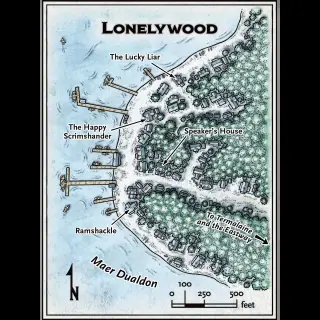 LONELYWOOD
The Lucky Liar
The Happy
Scrimshander
Speaker's House
Ramshackle
To Termalaine
and the Eastway
Maer Dualdon
N
100
0 250 500
feet